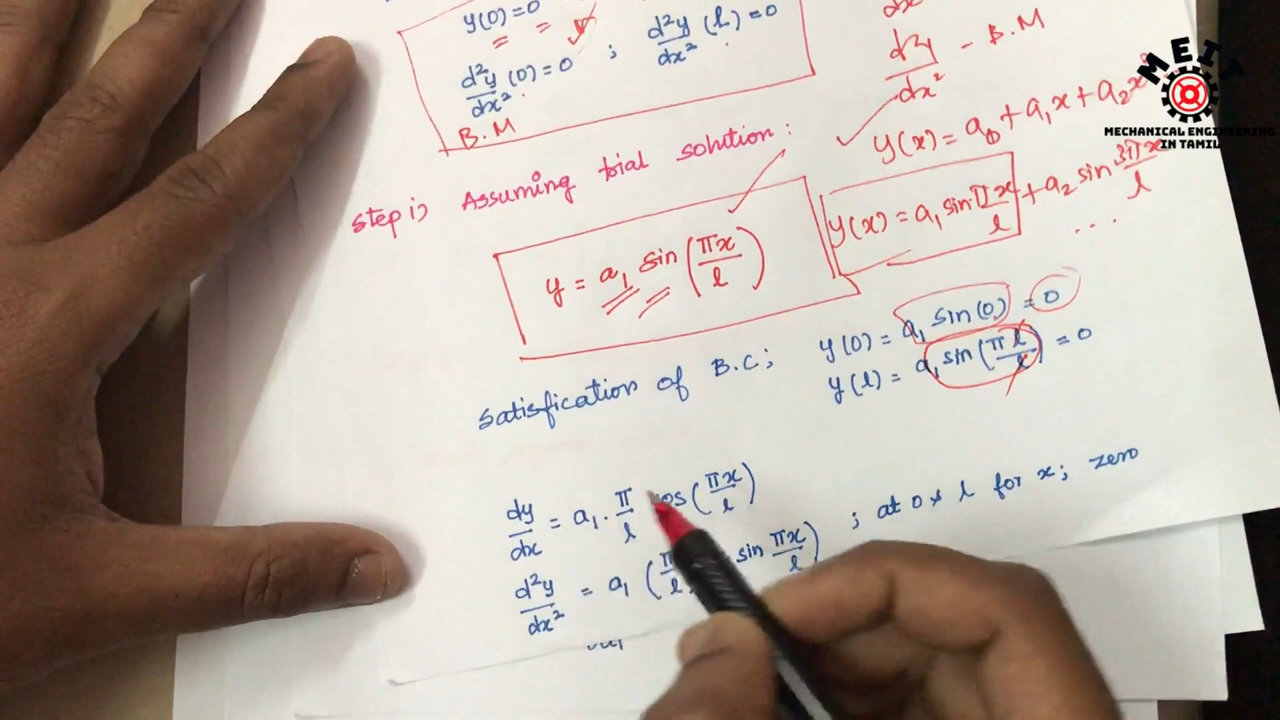 y(0)=0
d²y/dx² (0)=0 ; d²y/dx² (l)=0
B.M
d²y/dx² - B.M
y(x) = a0 + a1x + a2x
MEIT
MECHANICAL ENGINEERING
IN TAMIL
Step i) Assuming trial solution :
y = a1 sin (πx/l)
y(x) = a1 sin πx/l + a2 sin 3πx/l ...
Satisfication of B.C; y(0) = a1 sin(0) = 0
y(l) = a1 sin (πl/l) = 0
dy/dx = a1 . π/l cos (πx/l)
d²y/dx² = a1 (π/l sin πx/l) ; at 0 & l for x; zero